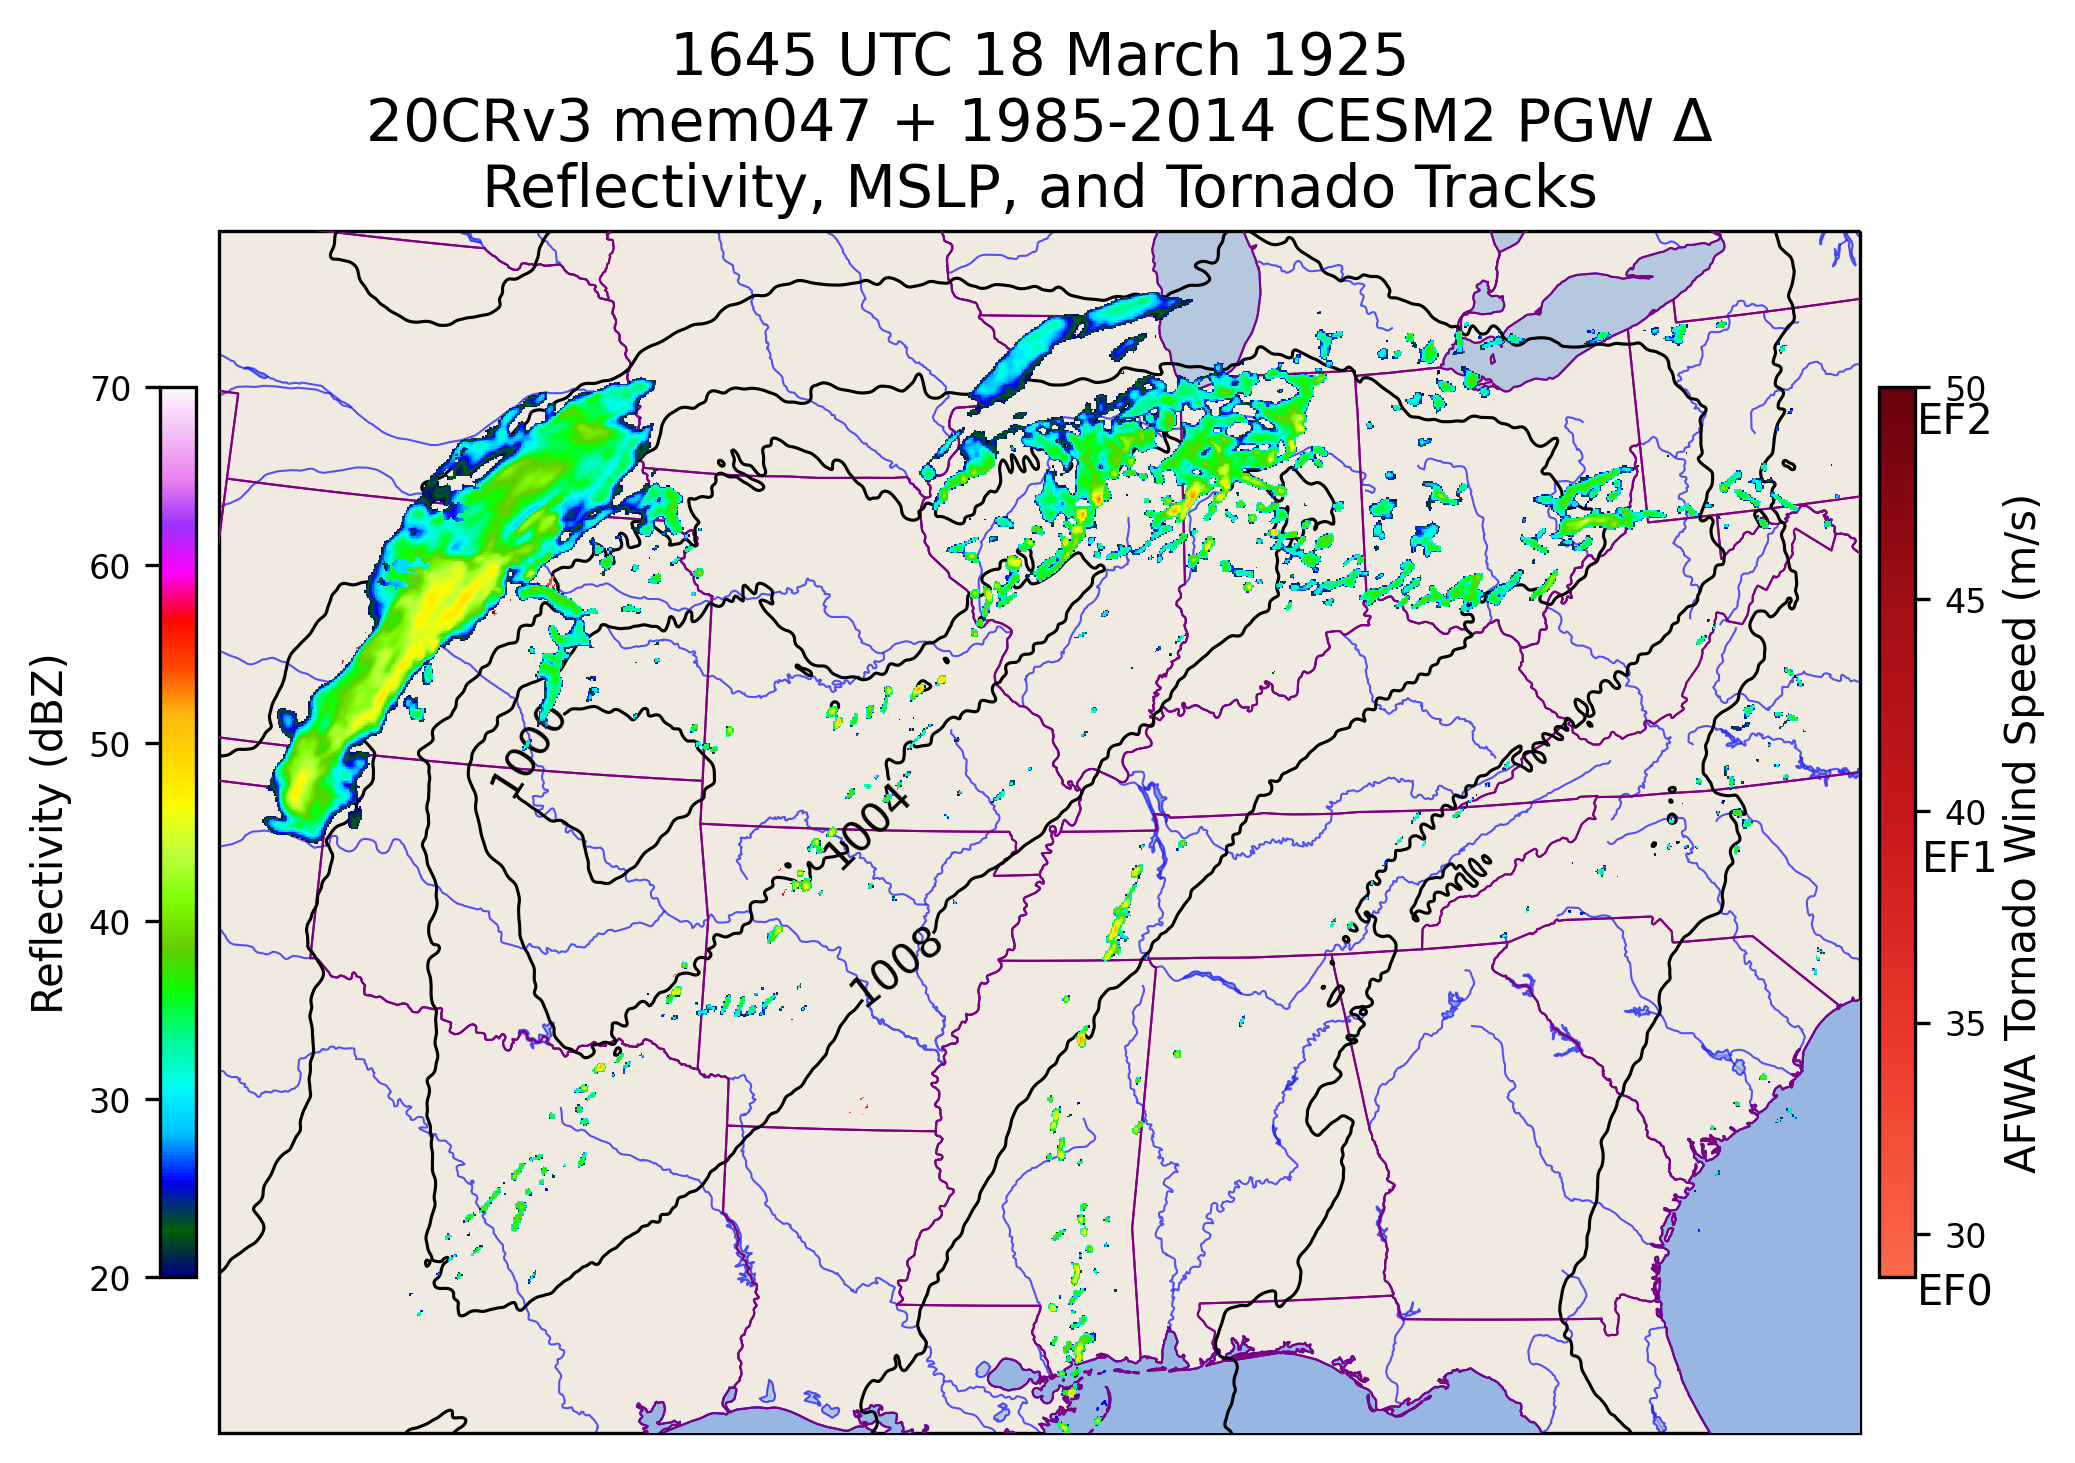 1645 UTC 18 March 1925
20CRv3 mem047 + 1985-2014 CESM2 PGW Δ
Reflectivity, MSLP, and Tornado Tracks
70
60
50
40
30
20
Reflectivity (dBZ)
1000
1004
1008
50
EF2
45
40
EF1
35
30
EF0
AFWA Tornado Wind Speed (m/s)